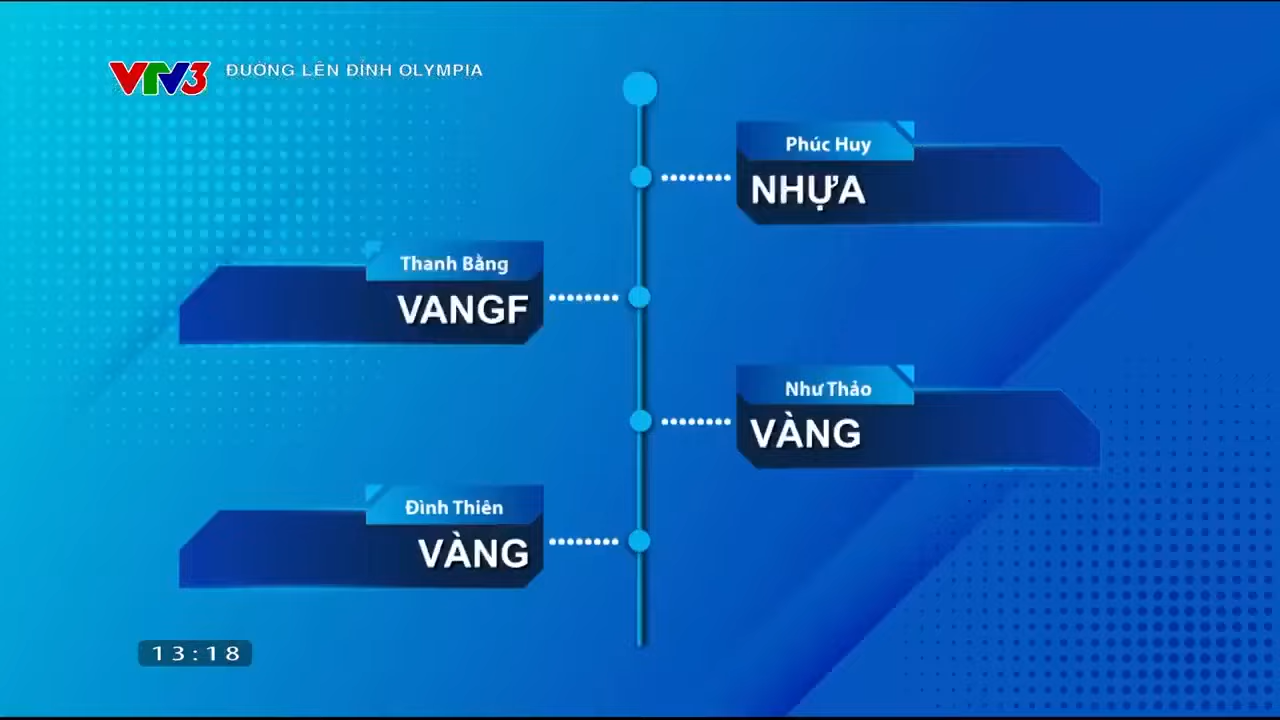 VTV3 ĐƯỜNG LÊN ĐỈNH OLYMPIA
Phúc Huy
NHỰA
Thanh Bằng
VANGF
Như Thảo
VÀNG
Đình Thiên
VÀNG
13:18